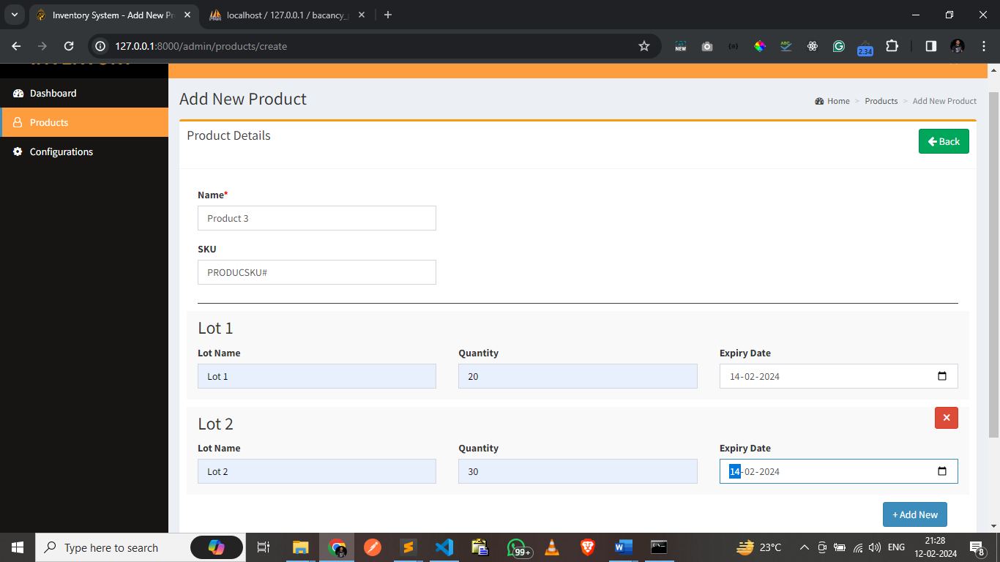 Inventory System - Add New Pr
localhost / 127.0.0.1 / bacancy_
127.0.0.1:8000/admin/products/create
NEW
ABC
2.34
Dashboard
Products
Configurations
Add New Product
Home > Products > Add New Product
Product Details
Back
Name*
Product 3
SKU
PRODUCSKU#
Lot 1
Lot Name Quantity Expiry Date
Lot 1 20 14-02-2024
Lot 2
×
Lot Name Quantity Expiry Date
Lot 2 30 14-02-2024
+ Add New
Type here to search
99+
23°C
ENG
21:28
12-02-2024
8